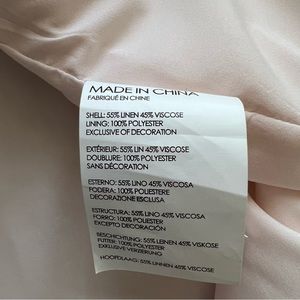 MADE IN CHINA
FABRIQUÉ EN CHINE
SHELL: 55% LINEN 45% VISCOSE
LINING: 100% POLYESTER
EXCLUSIVE OF DECORATION
EXTÉRIEUR: 55% LIN 45% VISCOSE
DOUBLURE: 100% POLYESTER
SANS DÉCORATION
ESTERNO: 55% LINO 45% VISCOSA
FODERA: 100% POLIESTERE
DECORAZIONE ESCLUSA
ESTRUCTURA: 55% LINO 45% VISCOSA
FORRO: 100% POLIESTER
EXCEPTO DECORACIÓN
BESCHICHTUNG: 55% LEINEN 45% VISKOSE
FUTTER: 100% POLYESTER
EXKLUSIVE VERZIERUNG
HOOFDLAAG: 55% LINNEN 45% VISCOSE